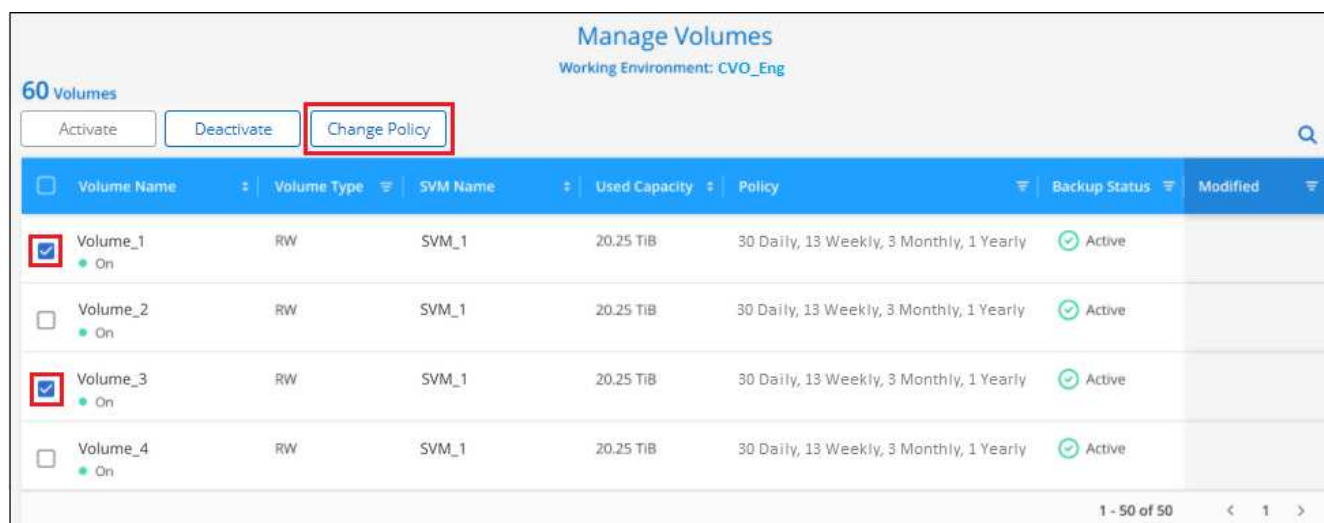 Manage Volumes
Working Environment: CVO_Eng
60 Volumes
Activate Deactivate Change Policy
Volume Name Volume Type SVM Name Used Capacity Policy Backup Status Modified
Volume_1 RW SVM_1 20.25 TiB 30 Daily, 13 Weekly, 3 Monthly, 1 Yearly Active
On
Volume_2 RW SVM_1 20.25 TiB 30 Daily, 13 Weekly, 3 Monthly, 1 Yearly Active
On
Volume_3 RW SVM_1 20.25 TiB 30 Daily, 13 Weekly, 3 Monthly, 1 Yearly Active
On
Volume_4 RW SVM_1 20.25 TiB 30 Daily, 13 Weekly, 3 Monthly, 1 Yearly Active
On
1 - 50 of 50 < 1 >